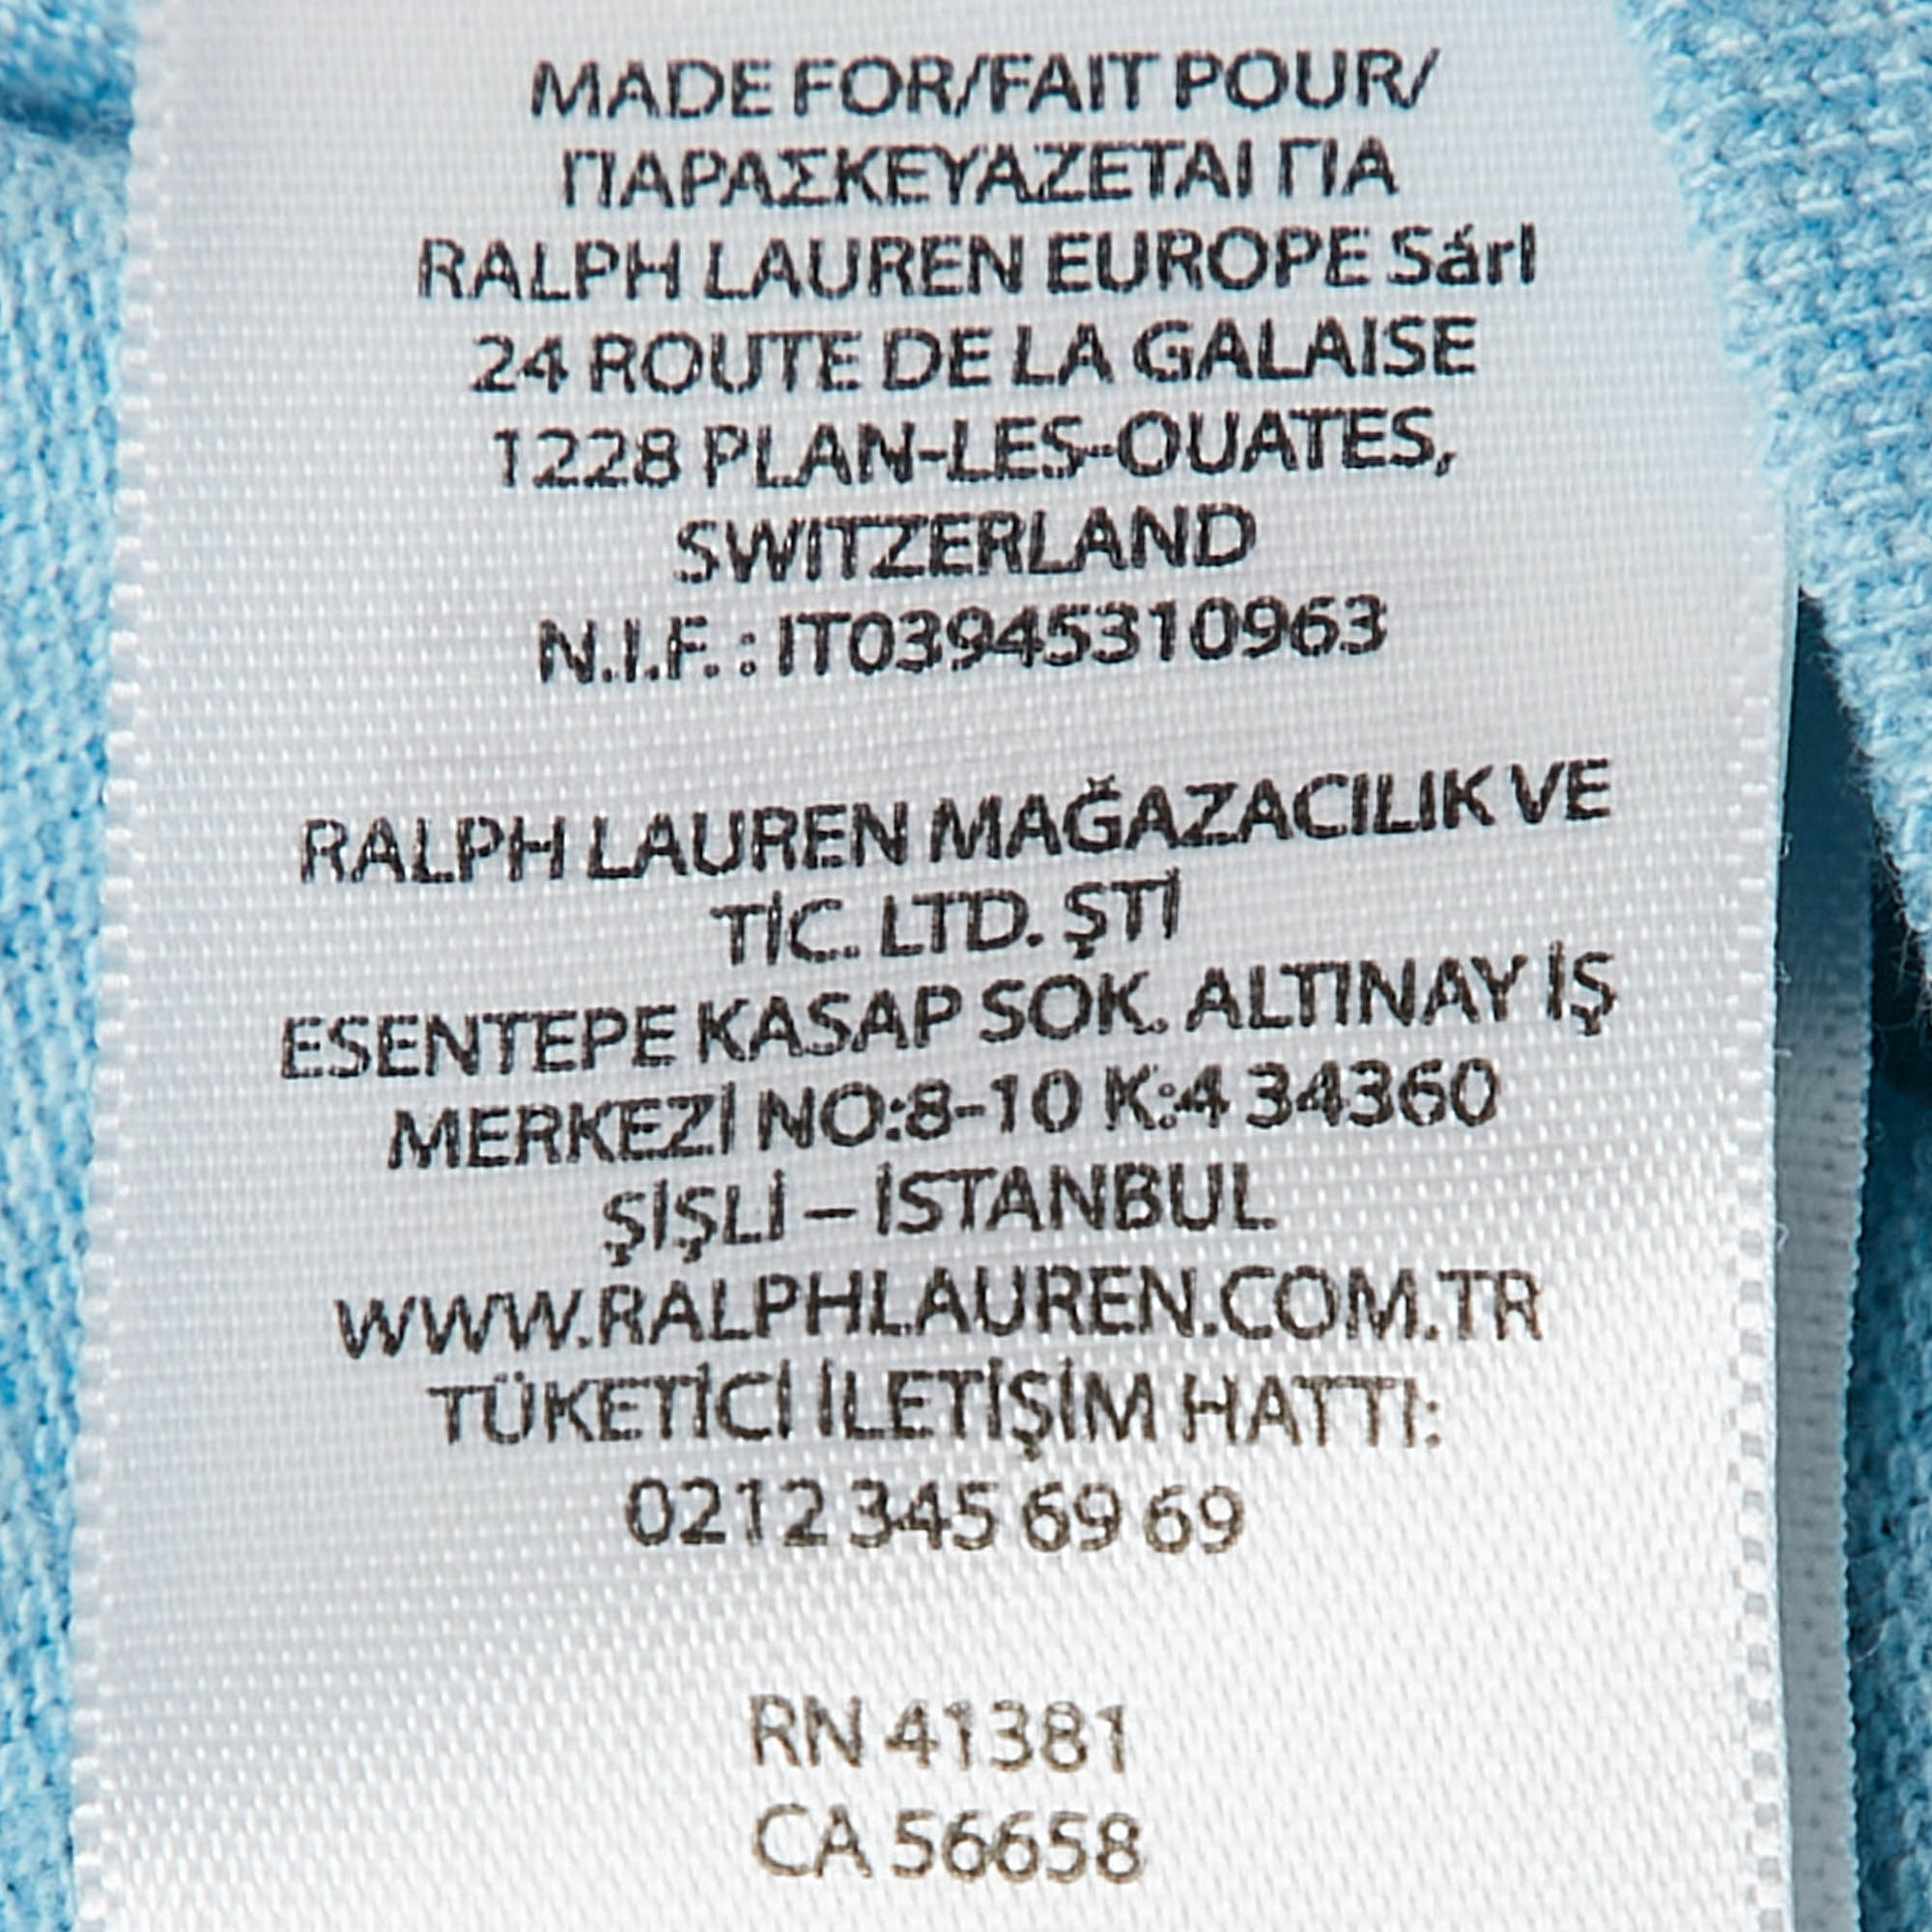 MADE FOR/FAIT POUR/
ΠΑΡΑΣΚΕΥΑΖΕΤΑΙ ΓΙΑ
RALPH LAUREN EUROPE Sárl
24 ROUTE DE LA GALAISE
1228 PLAN-LES-OUATES,
SWITZERLAND
N.I.F. : IT03945310963
RALPH LAUREN MAĞAZACILIK VE
TİC. LTD. ŞTİ
ESENTEPE KASAP SOK. ALTINAY İŞ
MERKEZİ NO:8-10 K:4 34360
ŞİŞLİ – İSTANBUL
WWW.RALPHLAUREN.COM.TR
TÜKETİCİ İLETİŞİM HATTI:
0212 345 69 69
RN 41381
CA 56658